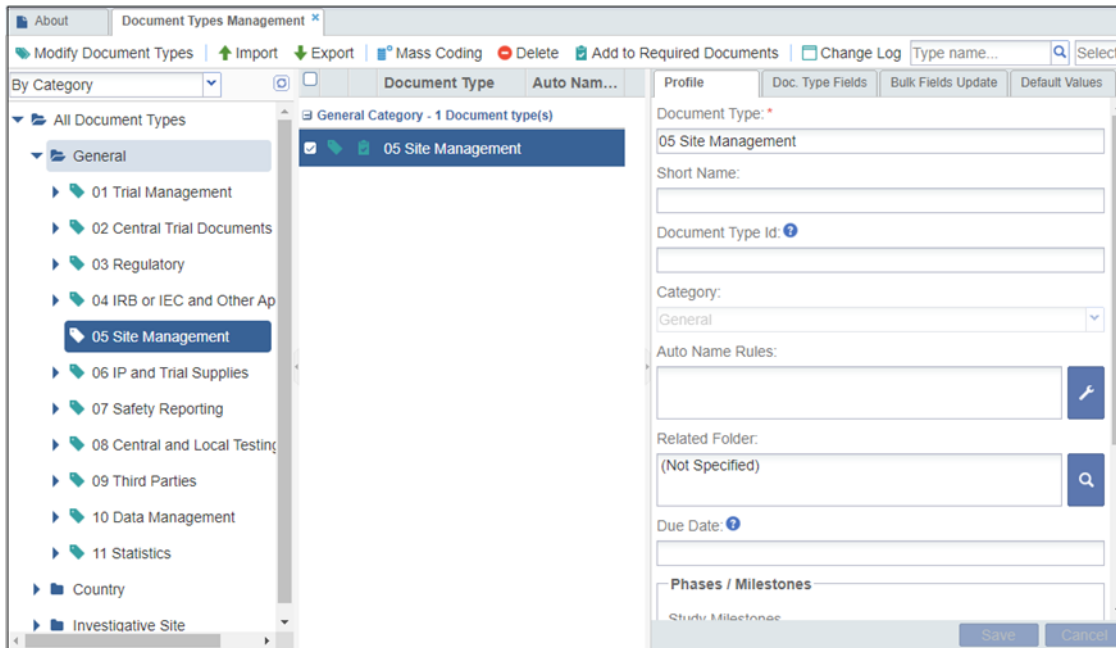 About
Document Types Management
Modify Document Types Import Export Mass Coding Delete Add to Required Documents Change Log Type name... Select
By Category
All Document Types
General
01 Trial Management
02 Central Trial Documents
03 Regulatory
04 IRB or IEC and Other Ap
05 Site Management
06 IP and Trial Supplies
07 Safety Reporting
08 Central and Local Testing
09 Third Parties
10 Data Management
11 Statistics
Country
Investigative Site
Document Type Auto Nam...
General Category - 1 Document type(s)
05 Site Management
Profile Doc. Type Fields Bulk Fields Update Default Values
Document Type: *
05 Site Management
Short Name:
Document Type Id:
Category:
General
Auto Name Rules:
Related Folder:
(Not Specified)
Due Date:
Phases / Milestones
Study Milestones
Save Cancel